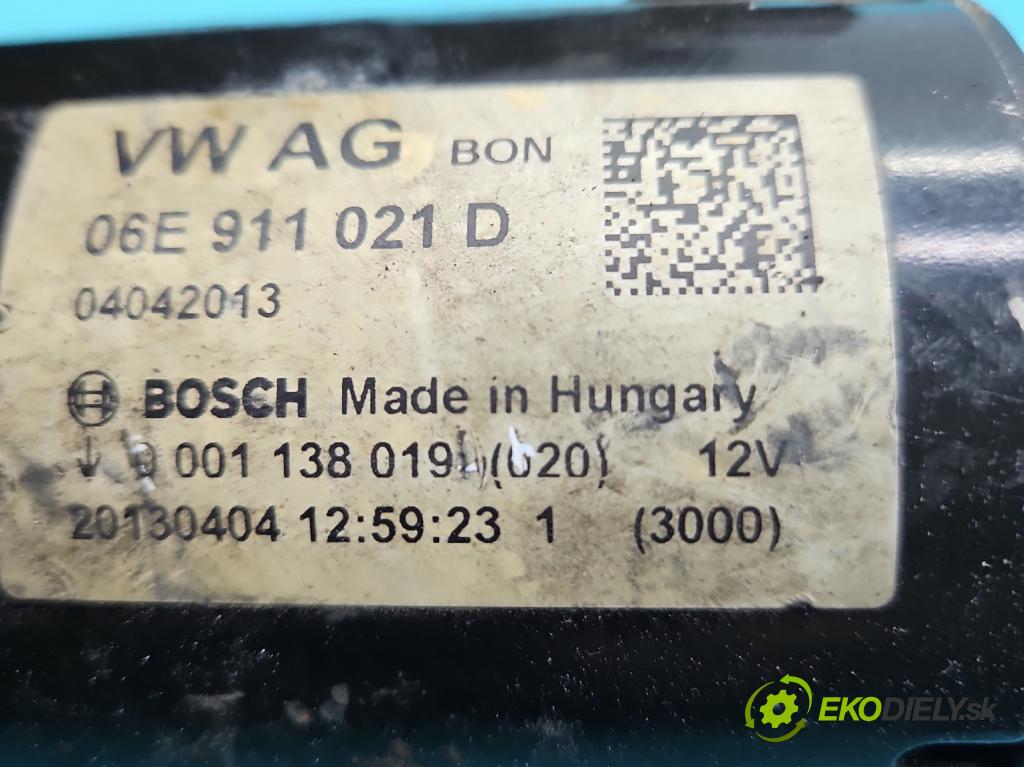 VW AG BON
06E 911 021 D
04042013
BOSCH Made in Hungary
0 001 138 019 (020) 12V
20130404 12:59:23 1 (3000)
EKODIELY.sk